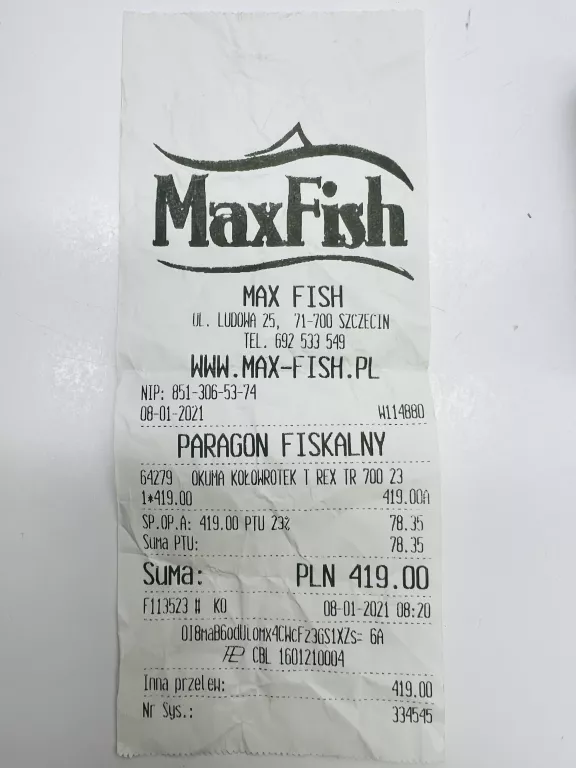 MaxFish
MAX FISH
UL. LUDOWA 25, 71-700 SZCZECIN
TEL. 692 533 549
WWW.MAX-FISH.PL
NIP: 851-306-53-74
08-01-2021 W114880
PARAGON FISKALNY
64279 OKUMA KOŁOWROTEK T REX TR 700 23
1*419.00 419.00A
SP.OP.A: 419.00 PTU 23% 78.35
Suma PTU: 78.35
Suma: PLN 419.00
F113523 # KO 08-01-2021 08:20
6A
CBL 1601210004
Inna przelew: 419.00
Nr Sys.: 334545